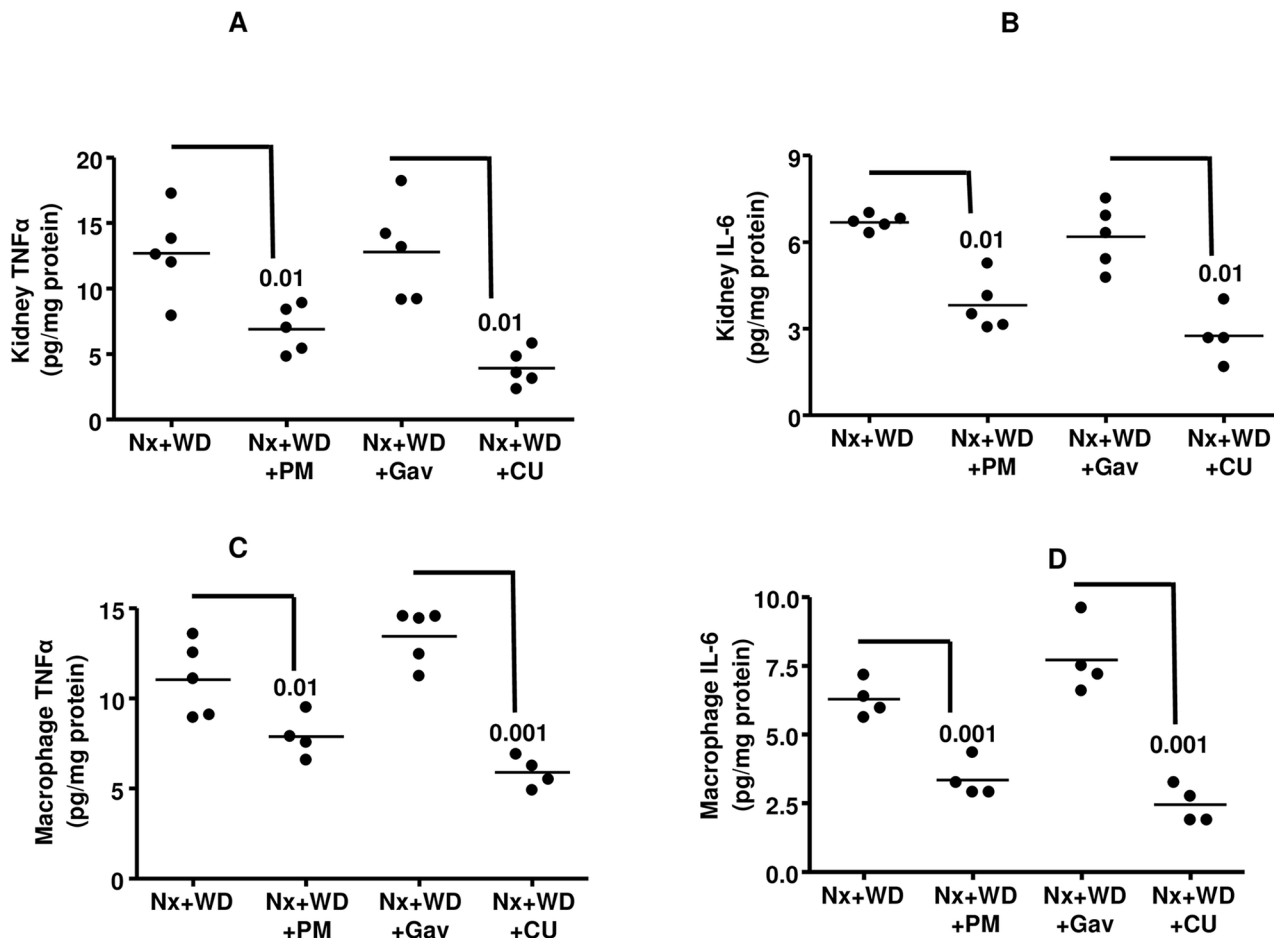 A
Kidney TNFα
(pg/mg protein)
20
15
10
5
0
0.01
0.01
Nx+WD
Nx+WD
+PM
Nx+WD
+Gav
Nx+WD
+CU
B
Kidney IL-6
(pg/mg protein)
9
6
3
0
0.01
0.01
Nx+WD
Nx+WD
+PM
Nx+WD
+Gav
Nx+WD
+CU
C
Macrophage TNFα
(pg/mg protein)
15
10
5
0
0.01
0.001
Nx+WD
Nx+WD
+PM
Nx+WD
+Gav
Nx+WD
+CU
D
Macrophage IL-6
(pg/mg protein)
10.0
7.5
5.0
2.5
0.0
0.001
0.001
Nx+WD
Nx+WD
+PM
Nx+WD
+Gav
Nx+WD
+CU